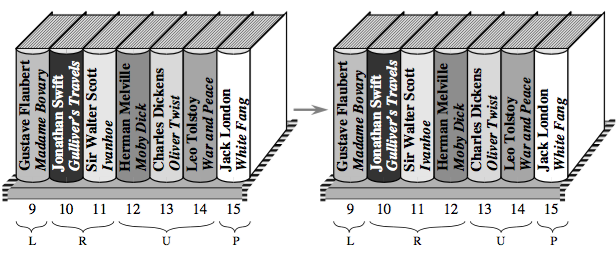 Gustave Flaubert
Madame Bovary
Jonathan Swift
Gulliver's Travels
Sir Walter Scott
Ivanhoe
Herman Melville
Moby Dick
Charles Dickens
Oliver Twist
Leo Tolstoy
War and Peace
Jack London
White Fang
9 10 11 12 13 14 15
L R U P
Gustave Flaubert
Madame Bovary
Jonathan Swift
Gulliver's Travels
Sir Walter Scott
Ivanhoe
Herman Melville
Moby Dick
Charles Dickens
Oliver Twist
Leo Tolstoy
War and Peace
Jack London
White Fang
9 10 11 12 13 14 15
L R U P